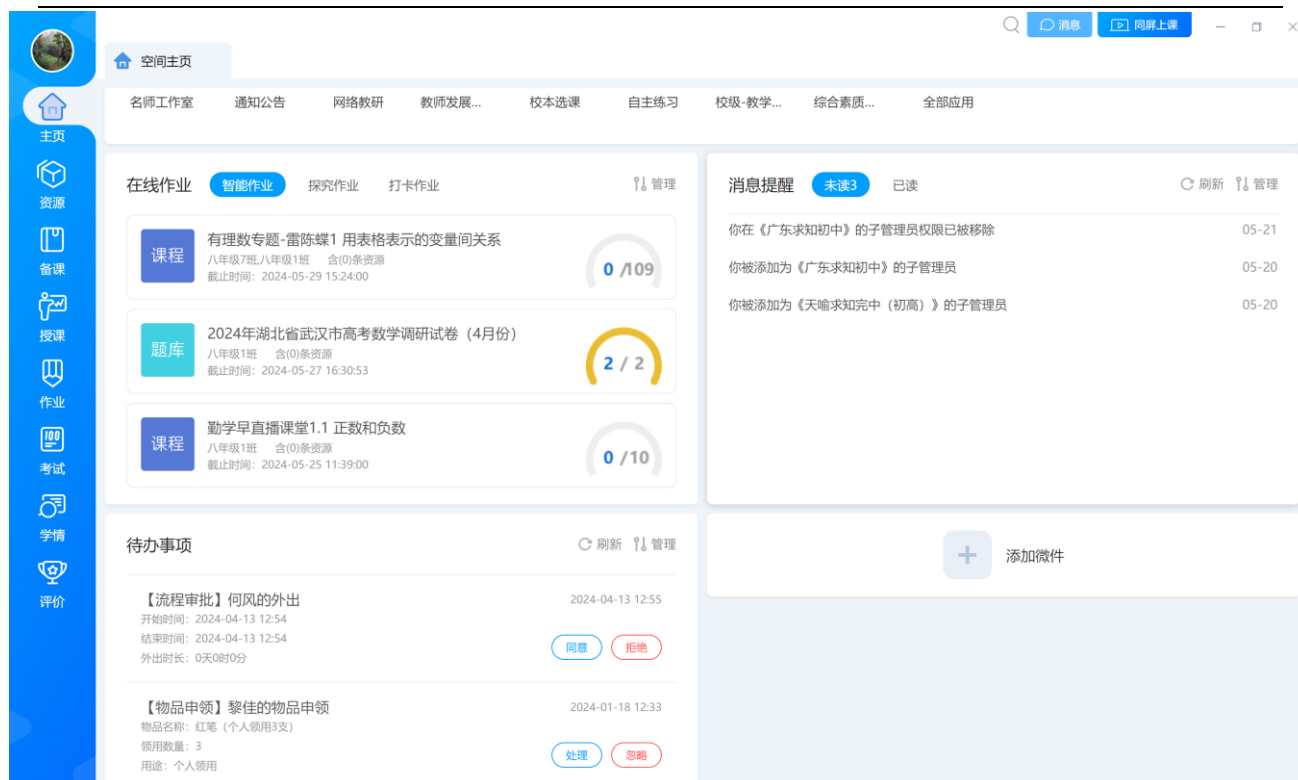 消息
同屏上课
空间主页
名师工作室 通知公告 网络教研 教师发展... 校本选课 自主练习 校级-教学... 综合素质... 全部应用
主页
资源
备课
授课
作业
100
考试
学情
评价
在线作业 智能作业 探究作业 打卡作业 管理
课程
有理数专题-雷陈蝶1 用表格表示的变量间关系
八年级7班,八年级1班 含(0)条资源
截止时间：2024-05-29 15:24:00
0 /109
题库
2024年湖北省武汉市高考数学调研试卷（4月份）
八年级1班 含(0)条资源
截止时间：2024-05-27 16:30:53
2 / 2
课程
勤学早直播课堂1.1 正数和负数
八年级1班 含(0)条资源
截止时间：2024-05-25 11:39:00
0 /10
消息提醒 未读3 已读 刷新 管理
你在《广东求知初中》的子管理员权限已被移除 05-21
你被添加为《广东求知初中》的子管理员 05-20
你被添加为《天喻求知完中（初高）》的子管理员 05-20
待办事项 刷新 管理
【流程审批】何风的外出 2024-04-13 12:55
开始时间：2024-04-13 12:54
结束时间：2024-04-13 12:54
外出时长：0天0时0分
同意 拒绝
【物品申领】黎佳的物品申领 2024-01-18 12:33
物品名称：红笔（个人领用3支）
领用数量：3
用途：个人领用
处理 忽略
添加微件